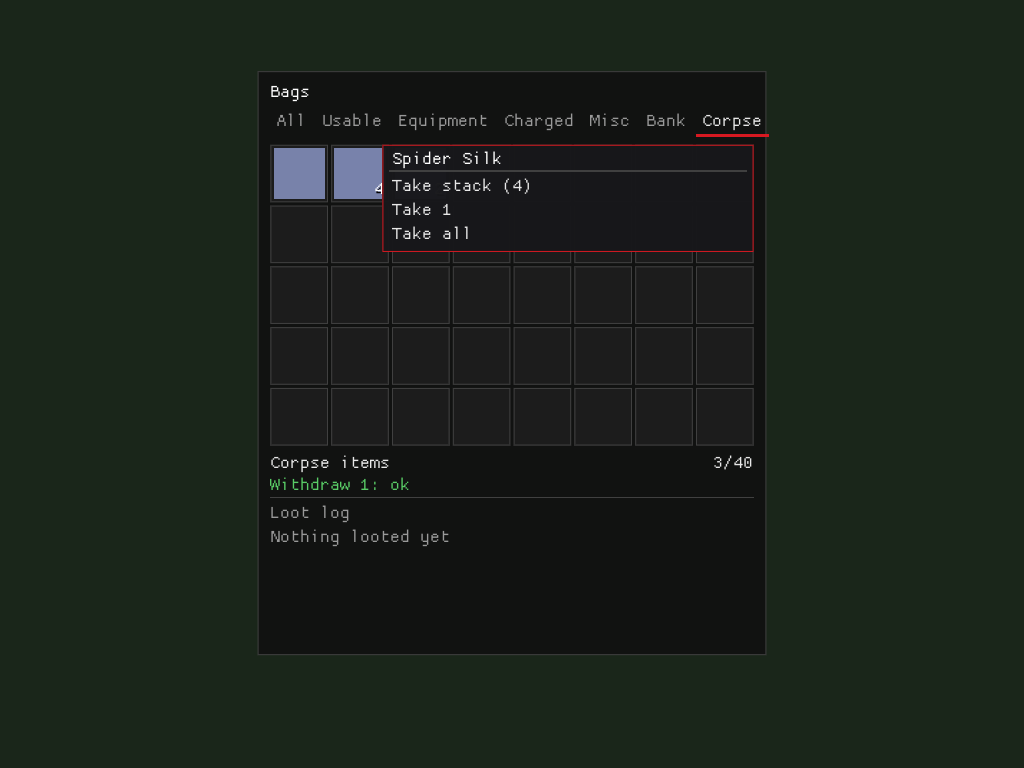 Bags
All Usable Equipment Charged Misc Bank Corpse
Spider Silk
4
Take stack (4)
Take 1
Take all
Corpse items 3/40
Withdraw 1: ok
Loot log
Nothing looted yet